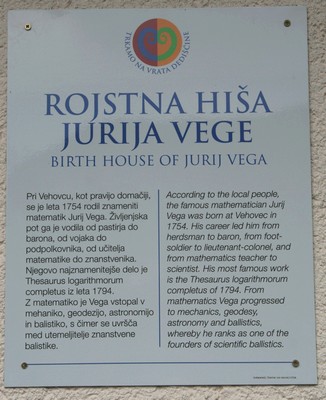 TRKAMO NA VRATA DEDIŠČINE
ROJSTNA HIŠA
JURIJA VEGE
BIRTH HOUSE OF JURIJ VEGA
Pri Vehovcu, kot pravijo domačiji,
se je leta 1754 rodil znameniti
matematik Jurij Vega. Življenjska
pot ga je vodila od pastirja do
barona, od vojaka do
podpolkovnika, od učitelja
matematike do znanstvenika.
Njegovo najznamenitejše delo je
Thesaurus logarithmorum
completus iz leta 1794.
Z matematiko je Vega vstopal v
mehaniko, geodezijo, astronomijo
in balistiko, s čimer se uvršča
med utemeljitelje znanstvene
balistike.
According to the local people,
the famous mathematician Jurij
Vega was born at Vehovec in
1754. His career led him from
herdsman to baron, from foot-
soldier to lieutenant-colonel, and
from mathematics teacher to
scientist. His most famous work
is the Thesaurus logarithmorum
completus of 1794. From
mathematics Vega progressed
to mechanics, geodesy,
astronomy and ballistics,
whereby he ranks as one of the
founders of scientific ballistics.